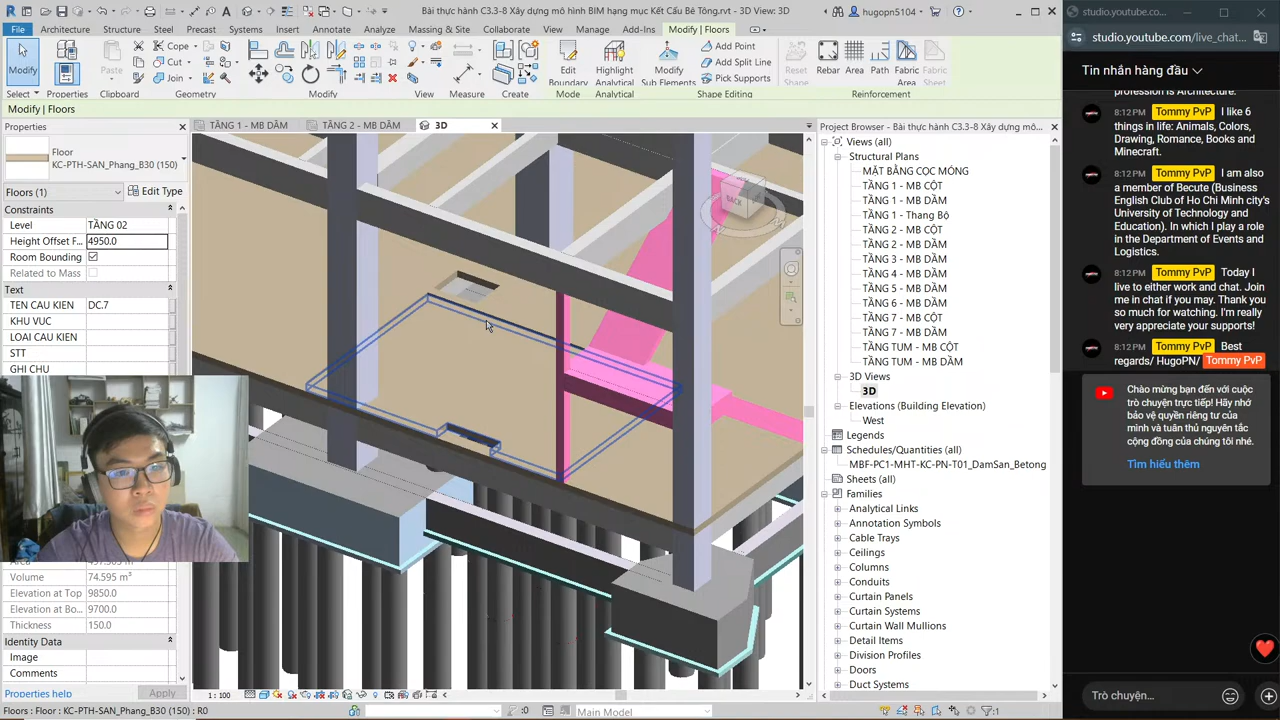 Bài thực hành C3.3-8 Xây dựng mô hình BIM hạng mục Kết Cấu Bê Tông.rvt - 3D View: 3D
hugopn5104
File Architecture Structure Steel Precast Systems Insert Annotate Analyze Massing & Site Collaborate View Manage Add-Ins Modify | Floors
Modify
Paste
Cope
Cut
Join
Edit Boundary
Highlight Analytical
Modify Sub Elements
Add Point
Add Split Line
Pick Supports
Reset Shape
Rebar
Area
Path
Fabric Area
Fabric Sheet
Select
Properties
Clipboard
Geometry
Modify
View
Measure
Create
Mode
Analytical
Shape Editing
Reinforcement
Modify | Floors
Properties
TẦNG 1 - MB DẦM
TẦNG 2 - MB DẦM
3D
Floor
KC-PTH-SAN_Phang_B30 (150)
Floors (1)
Edit Type
Constraints
Level TẦNG 02
Height Offset F... 4950.0
Room Bounding
Related to Mass
Text
TEN CAU KIEN DC.7
KHU VUC
LOAI CAU KIEN
STT
GHI CHU
Volume 74.595 m³
Elevation at Top 9850.0
Elevation at Bo... 9700.0
Thickness 150.0
Identity Data
Image
Comments
Properties help
Apply
BACK
1 : 100
Floors : Floor : KC-PTH-SAN_Phang_B30 (150) : R0
:0
Main Model
:1
Project Browser - Bài thực hành C3.3-8 Xây dựng mô...
Views (all)
Structural Plans
MẶT BẰNG CỌC MÓNG
TẦNG 1 - MB CỘT
TẦNG 1 - MB DẦM
TẦNG 1 - Thang Bộ
TẦNG 2 - MB CỘT
TẦNG 2 - MB DẦM
TẦNG 3 - MB DẦM
TẦNG 4 - MB DẦM
TẦNG 5 - MB DẦM
TẦNG 6 - MB DẦM
TẦNG 7 - MB CỘT
TẦNG 7 - MB DẦM
TẦNG TUM - MB CỘT
TẦNG TUM - MB DẦM
3D Views
3D
Elevations (Building Elevation)
West
Legends
Schedules/Quantities (all)
MBF-PC1-MHT-KC-PN-T01_DamSan_Betong
Sheets (all)
Families
Analytical Links
Annotation Symbols
Cable Trays
Ceilings
Columns
Conduits
Curtain Panels
Curtain Systems
Curtain Wall Mullions
Detail Items
Division Profiles
Doors
Duct Systems
studio.youtube.co...
studio.youtube.com/live_chat...
Tin nhắn hàng đầu
profession is Architecture.
8:12 PM Tommy PvP I like 6
things in life: Animals, Colors,
Drawing, Romance, Books and
Minecraft.
8:12 PM Tommy PvP I am also
a member of Becute (Business
English Club of Ho Chi Minh city's
University of Technology and
Education). In which I play a role
in the Department of Events and
Logistics.
8:12 PM Tommy PvP Today I
live to either work and chat. Join
me in chat if you may. Thank you
so much for watching. I'm really
very appreciate your supports!
8:12 PM Tommy PvP Best
regards/ HugoPN/ Tommy PvP
Chào mừng bạn đến với cuộc
trò chuyện trực tiếp! Hãy nhớ
bảo vệ quyền riêng tư của
mình và tuân thủ nguyên tắc
cộng đồng của chúng tôi nhé.
Tìm hiểu thêm
Trò chuyện...